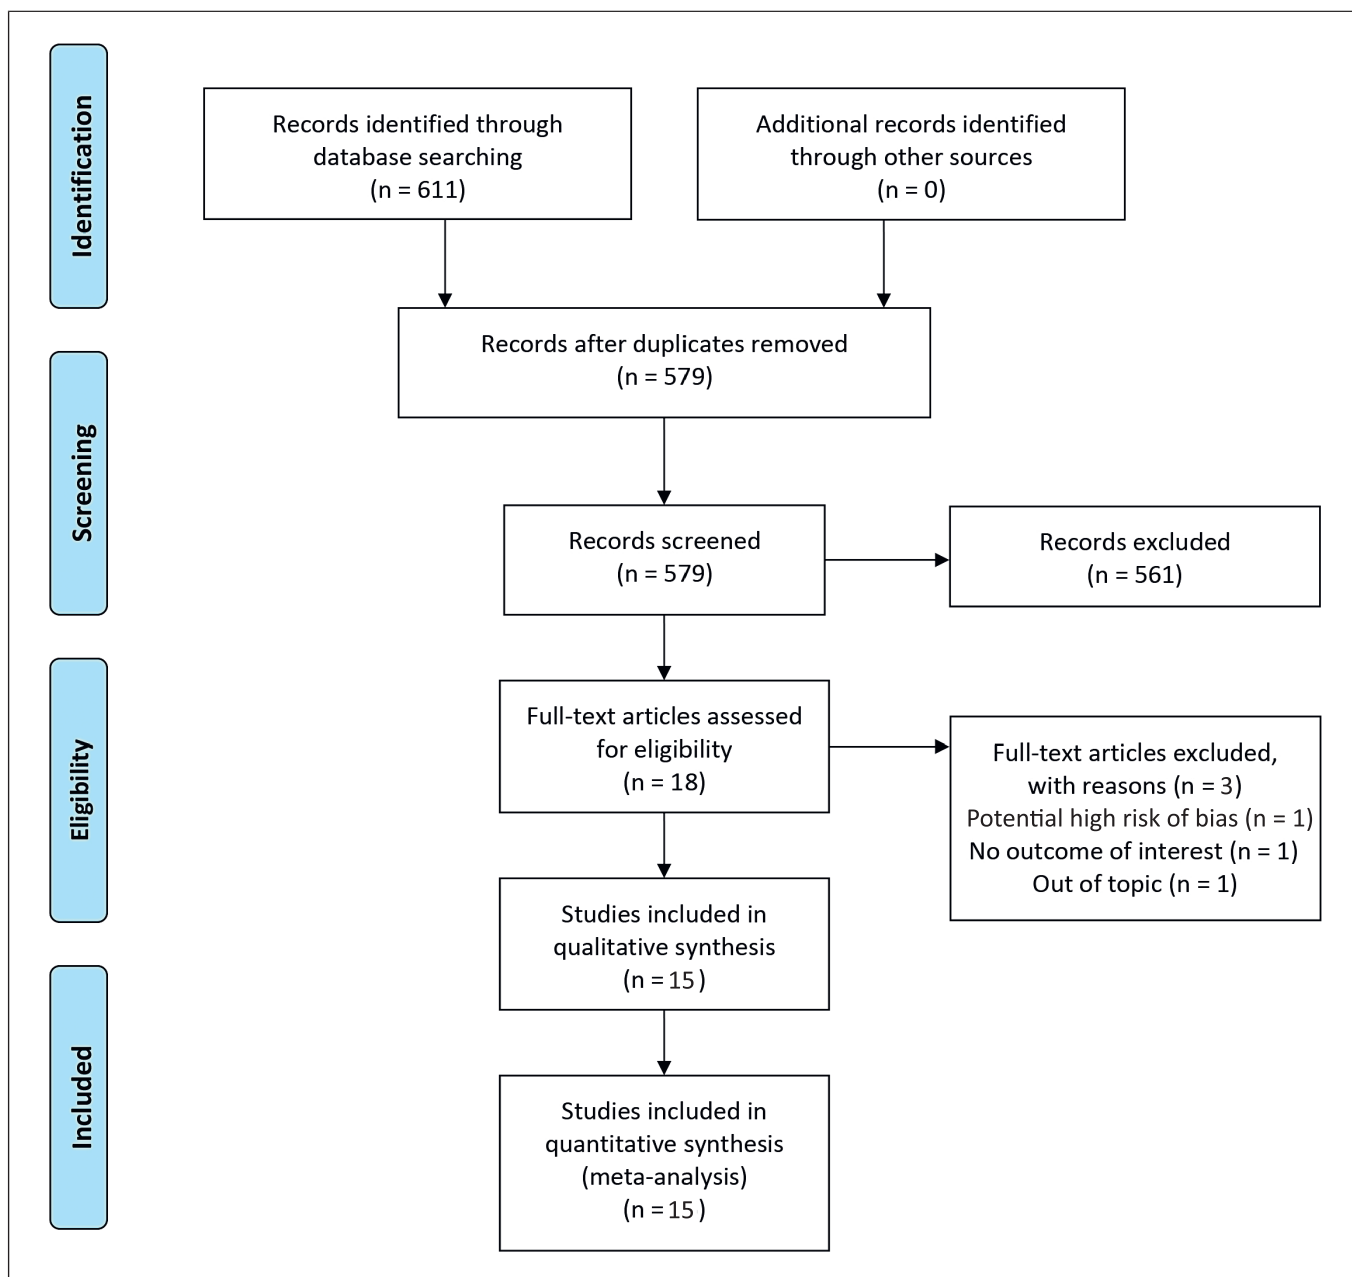 Identification
Records identified through
database searching
(n = 611)
Additional records identified
through other sources
(n = 0)
Records after duplicates removed
(n = 579)
Screening
Records screened
(n = 579)
Records excluded
(n = 561)
Eligibility
Full-text articles assessed
for eligibility
(n = 18)
Full-text articles excluded,
with reasons (n = 3)
Potential high risk of bias (n = 1)
No outcome of interest (n = 1)
Out of topic (n = 1)
Studies included in
qualitative synthesis
(n = 15 )
Included
Studies included in
quantitative synthesis
(meta-analysis)
(n = 15 )